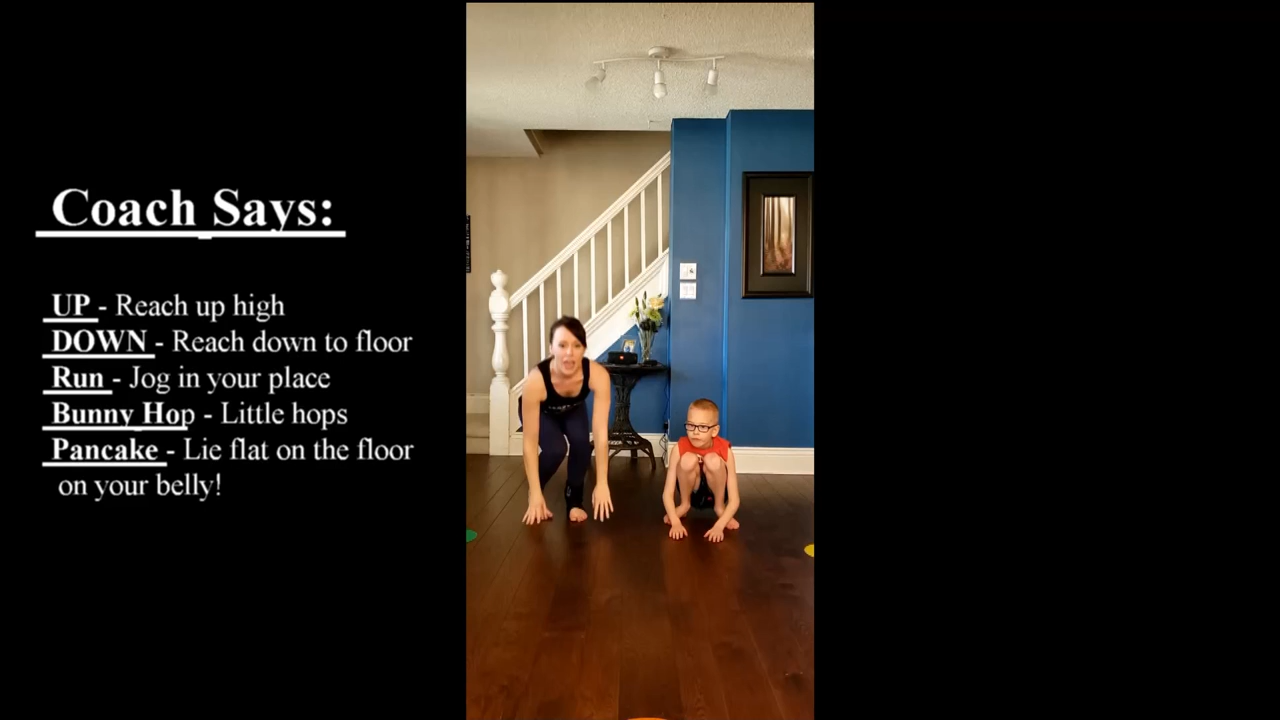 Coach Says:
UP - Reach up high
DOWN - Reach down to floor
Run - Jog in your place
Bunny Hop - Little hops
Pancake - Lie flat on the floor
on your belly!